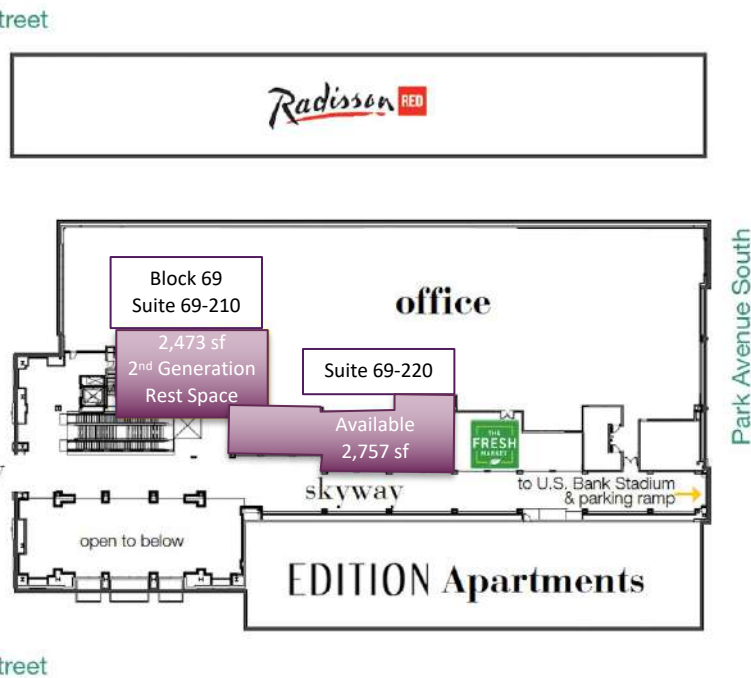 treet
Radisson RED
Park Avenue South
Block 69
Suite 69-210
office
2,473 sf
2nd Generation
Rest Space
Suite 69-220
Available
2,757 sf
THE
FRESH
MARKET
skyway
to U.S. Bank Stadium
& parking ramp
open to below
EDITION Apartments
treet